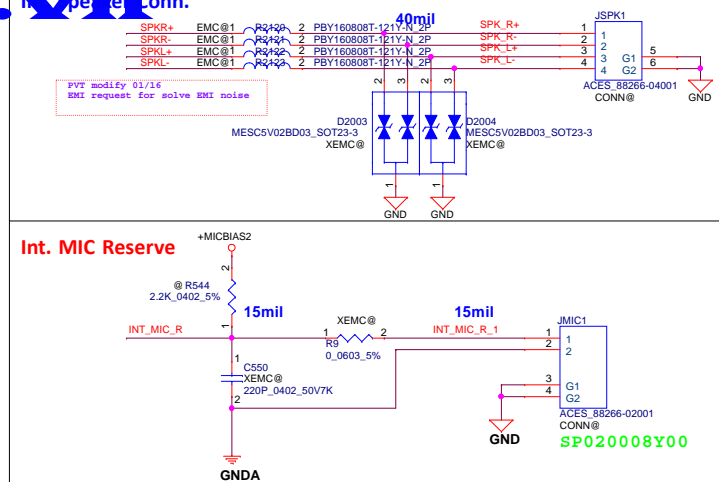 Speaker Conn.
40mil
JSPK1
SPKR+ EMC@1 R2120 2 PBY160808T-121Y-N_2P SPK_R+ 1 1
SPKR- EMC@1 R2121 2 PBY160808T-121Y-N_2P SPK_R- 2 2
SPKL+ EMC@1 R2122 2 PBY160808T-121Y-N_2P SPK_L+ 3 3 G1 5
SPKL- EMC@1 R2123 2 PBY160808T-121Y-N_2P SPK_L- 4 4 G2 6
ACES_88266-04001
CONN@
GND
PVT modify 01/16
EMI request for solve EMI noise
2 3 2 3
D2003
MESC5V02BD03_SOT23-3
XEMC@
D2004
MESC5V02BD03_SOT23-3
XEMC@
1 1
GND GND
Int. MIC Reserve
+MICBIAS2
2
@ R544
2.2K_0402_5%
1
15mil
INT_MIC_R
XEMC@
1 2
R9
0_0603_5%
15mil
INT_MIC_R_1
JMIC1
1 1
2 2
3 G1
4 G2
ACES_88266-02001
CONN@
SP020008Y00
GND
1
C550
XEMC@
220P_0402_50V7K
2
GNDA